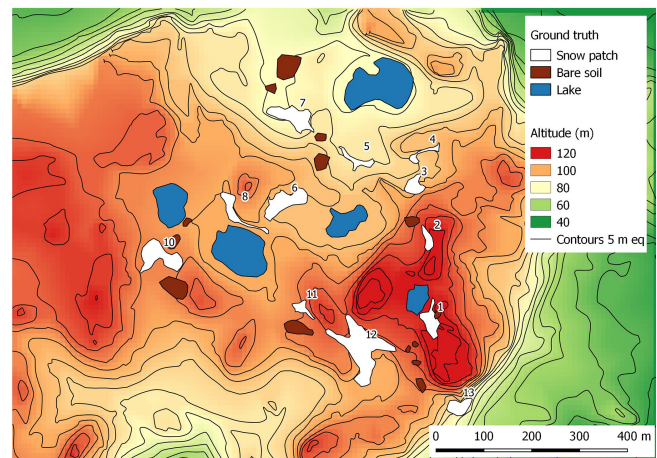 Ground truth
Snow patch
Bare soil
Lake
Altitude (m)
120
100
80
60
40
Contours 5 m eq
7
4
5
3
6
8
2
10
11
1
12
13
0 100 200 300 400 m